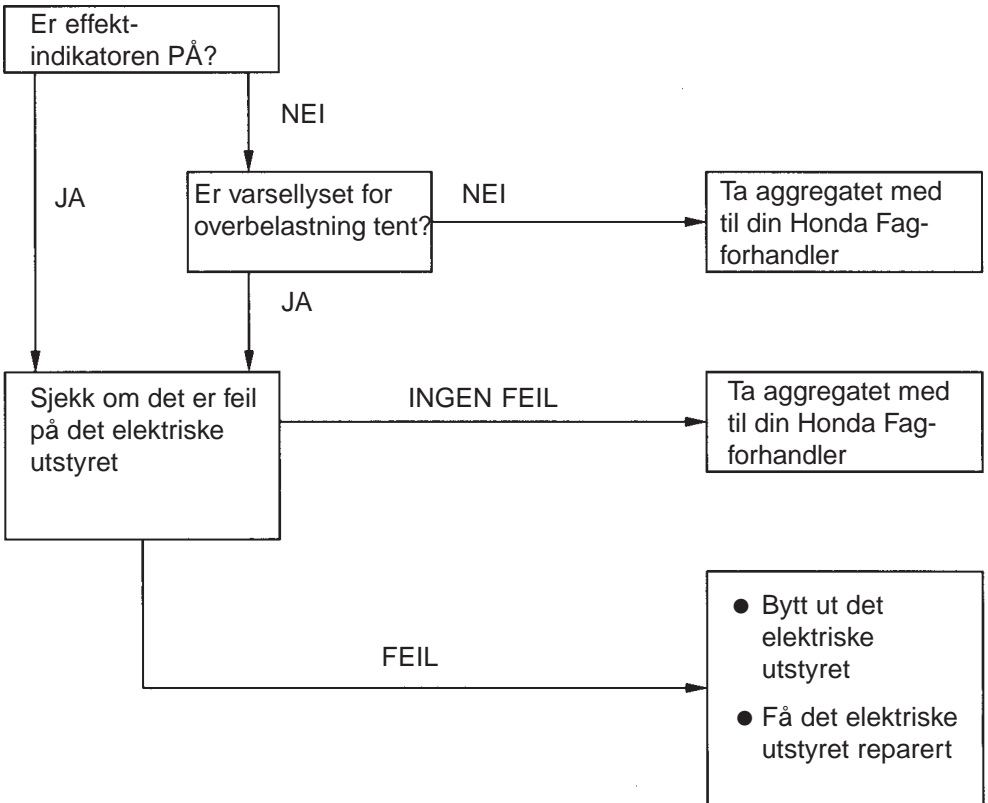 Er effekt-
indikatoren PÅ?
NEI
JA
Er varsellyset for
overbelastning tent?
NEI
Ta aggregatet med
til din Honda Fag-
forhandler
JA
Sjekk om det er feil
på det elektriske
utstyret
INGEN FEIL
Ta aggregatet med
til din Honda Fag-
forhandler
FEIL
● Bytt ut det
elektriske
utstyret
● Få det elektriske
utstyret reparert